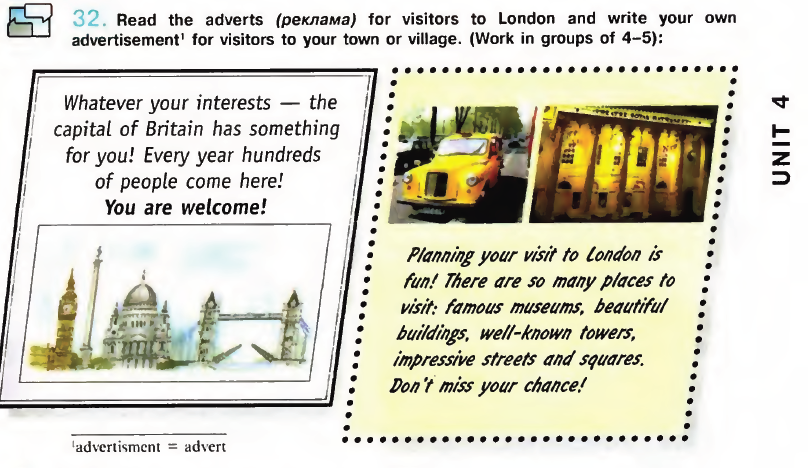 32. Read the adverts (реклама) for visitors to London and write your own
advertisement¹ for visitors to your town or village. (Work in groups of 4–5):
Whatever your interests — the
capital of Britain has something
for you! Every year hundreds
of people come here!
You are welcome!
Planning your visit to London is
fun! There are so many places to
visit: famous museums, beautiful
buildings, well-known towers,
impressive streets and squares.
Don't miss your chance!
¹advertisment = advert
UNIT 4